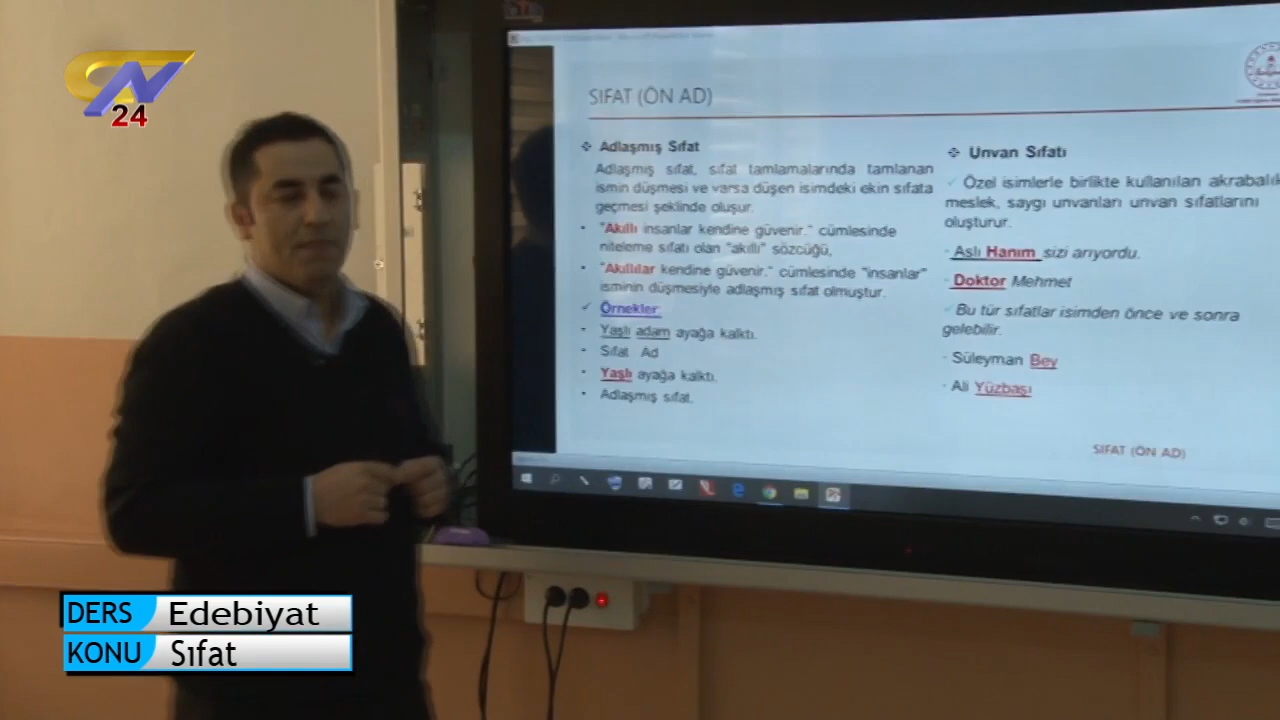 24
SIFAT (ÖN AD)
Adlaşmış Sıfat
Adlaşmış sıfat, sıfat tamlamalarında tamlanan
ismin düşmesi ve varsa düşen isimdeki ekin sıfata
geçmesi şeklinde oluşur.
"Akıllı insanlar kendine güvenir." cümlesinde
niteleme sıfatı olan "akıllı" sözcüğü,
"Akıllılar kendine güvenir." cümlesinde "insanlar"
isminin düşmesiyle adlaşmış sıfat olmuştur.
Örnekler
Yaşlı adam ayağa kalktı.
Sıfat Ad
Yaşlı ayağa kalktı.
Adlaşmış sıfat.
Unvan Sıfatı
Özel isimlerle birlikte kullanılan akrabalık
meslek, saygı unvanları unvan sıfatlarını
oluşturur.
Aslı Hanım sizi arıyordu.
Doktor Mehmet
Bu tür sıfatlar isimden önce ve sonra
gelebilir.
Süleyman Bey
Ali Yüzbaşı
SIFAT (ÖN AD)
DERS Edebiyat
KONU Sıfat